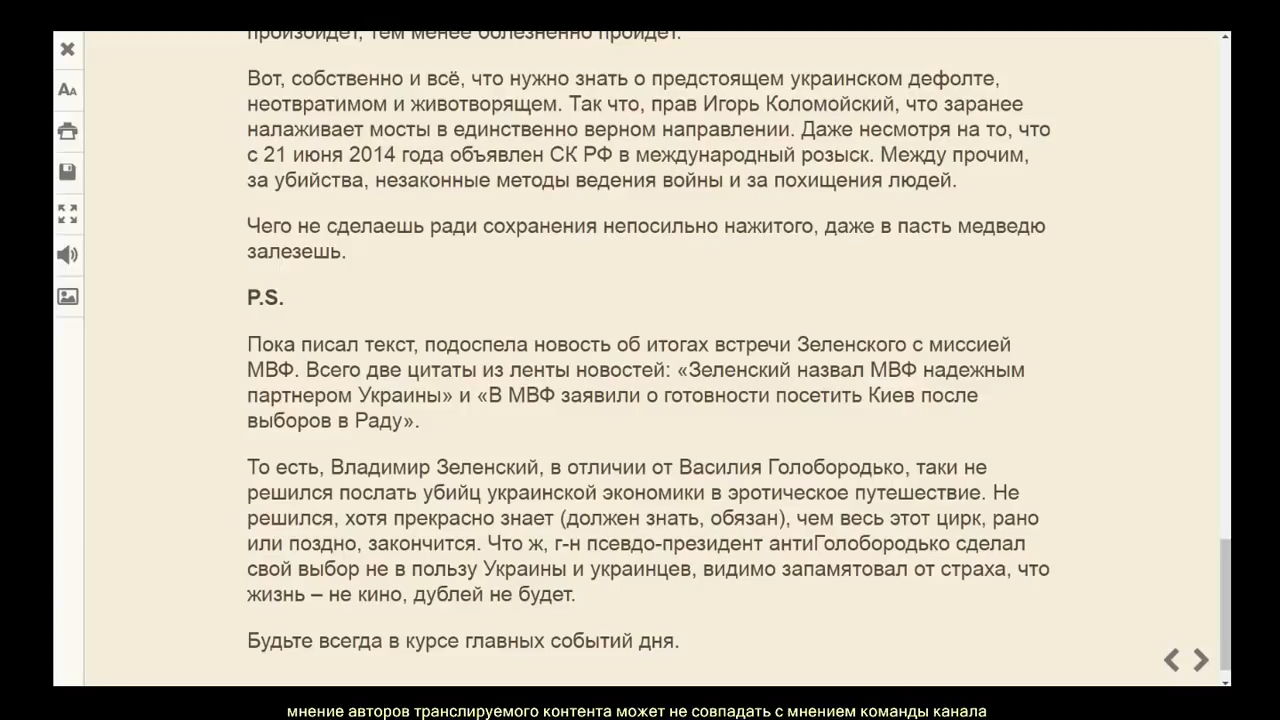 произойдет, тем менее болезненно пройдет.
Вот, собственно и всё, что нужно знать о предстоящем украинском дефолте,
неотвратимом и животворящем. Так что, прав Игорь Коломойский, что заранее
налаживает мосты в единственно верном направлении. Даже несмотря на то, что
с 21 июня 2014 года объявлен СК РФ в международный розыск. Между прочим,
за убийства, незаконные методы ведения войны и за похищения людей.
Чего не сделаешь ради сохранения непосильно нажитого, даже в пасть медведю
залезешь.
P.S.
Пока писал текст, подоспела новость об итогах встречи Зеленского с миссией
МВФ. Всего две цитаты из ленты новостей: «Зеленский назвал МВФ надежным
партнером Украины» и «В МВФ заявили о готовности посетить Киев после
выборов в Раду».
То есть, Владимир Зеленский, в отличии от Василия Голобородько, таки не
решился послать убийц украинской экономики в эротическое путешествие. Не
решился, хотя прекрасно знает (должен знать, обязан), чем весь этот цирк, рано
или поздно, закончится. Что ж, г-н псевдо-президент антиГолобородько сделал
свой выбор не в пользу Украины и украинцев, видимо запамятовал от страха, что
жизнь – не кино, дублей не будет.
Будьте всегда в курсе главных событий дня.
мнение авторов транслируемого контента может не совпадать с мнением команды канала